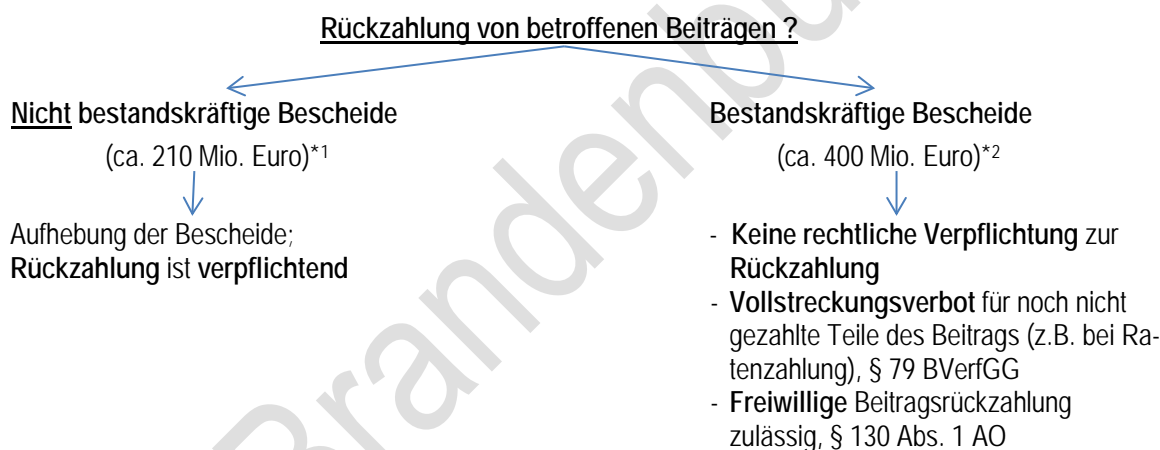 Rückzahlung von betroffenen Beiträgen ?
Nicht bestandskräftige Bescheide
(ca. 210 Mio. Euro)*1
Aufhebung der Bescheide;
Rückzahlung ist verpflichtend
Bestandskräftige Bescheide
(ca. 400 Mio. Euro)*2
- Keine rechtliche Verpflichtung zur
Rückzahlung
- Vollstreckungsverbot für noch nicht
gezahlte Teile des Beitrags (z.B. bei Ra-
tenzahlung), § 79 BVerfGG
- Freiwillige Beitragsrückzahlung
zulässig, § 130 Abs. 1 AO
Brandenbu